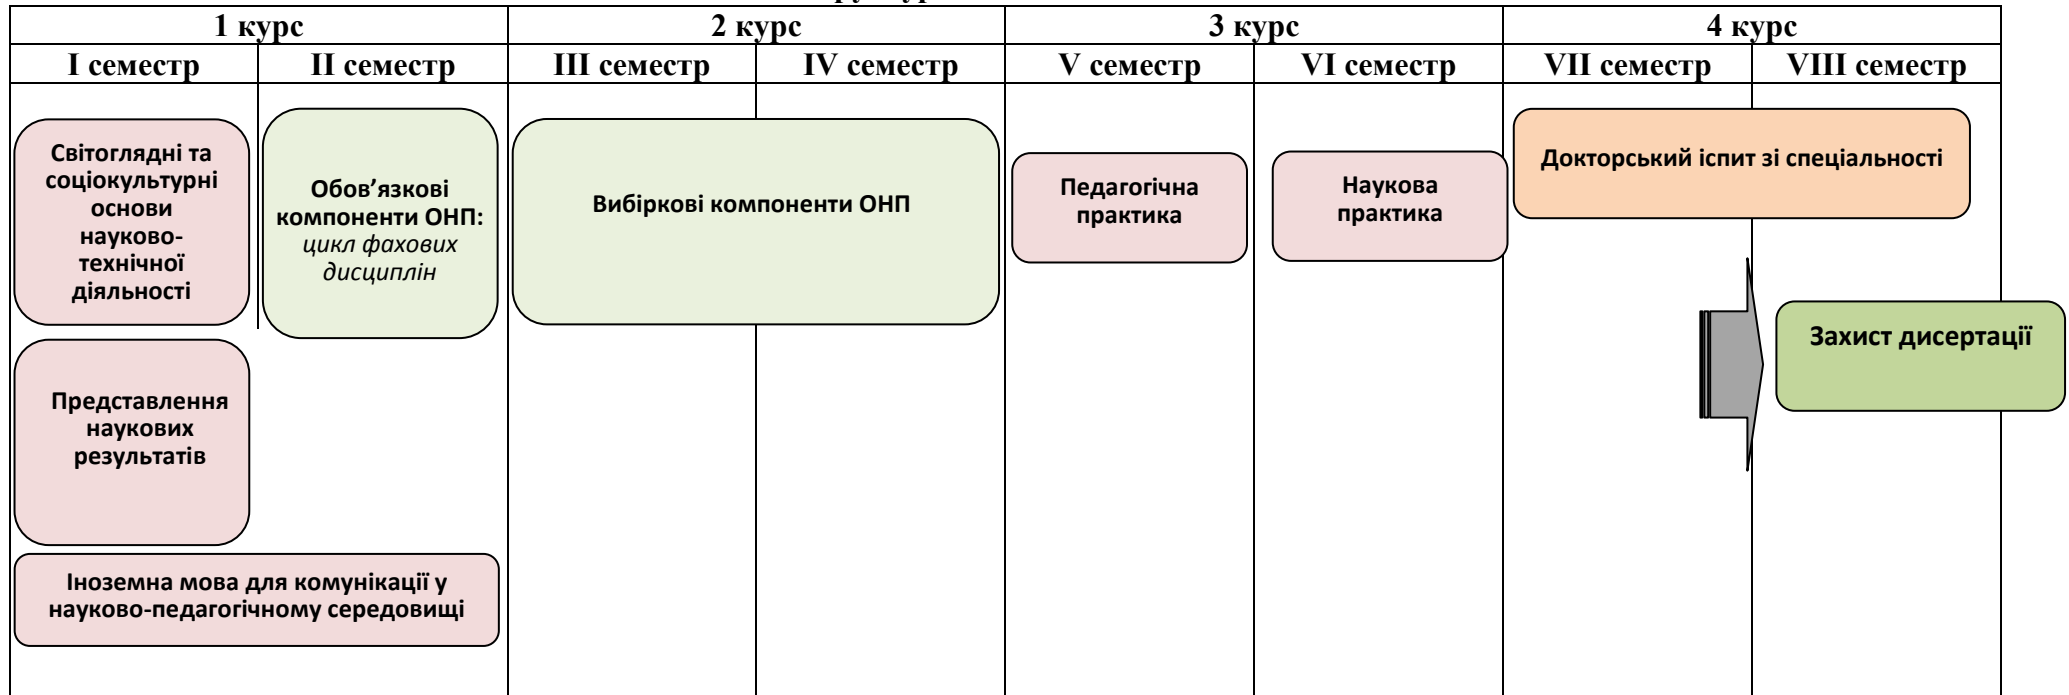 1 курс 2 курс 3 курс 4 курс
I семестр II семестр III семестр IV семестр V семестр VI семестр VII семестр VIII семестр
Світоглядні та
соціокультурні
основи
науково-
технічної
діяльності
Обов’язкові
компоненти ОНП:
цикл фахових
дисциплін
Вибіркові компоненти ОНП
Педагогічна
практика
Наукова
практика
Докторський іспит зі спеціальності
Захист дисертації
Представлення
наукових
результатів
Іноземна мова для комунікації у
науково-педагогічному середовищі